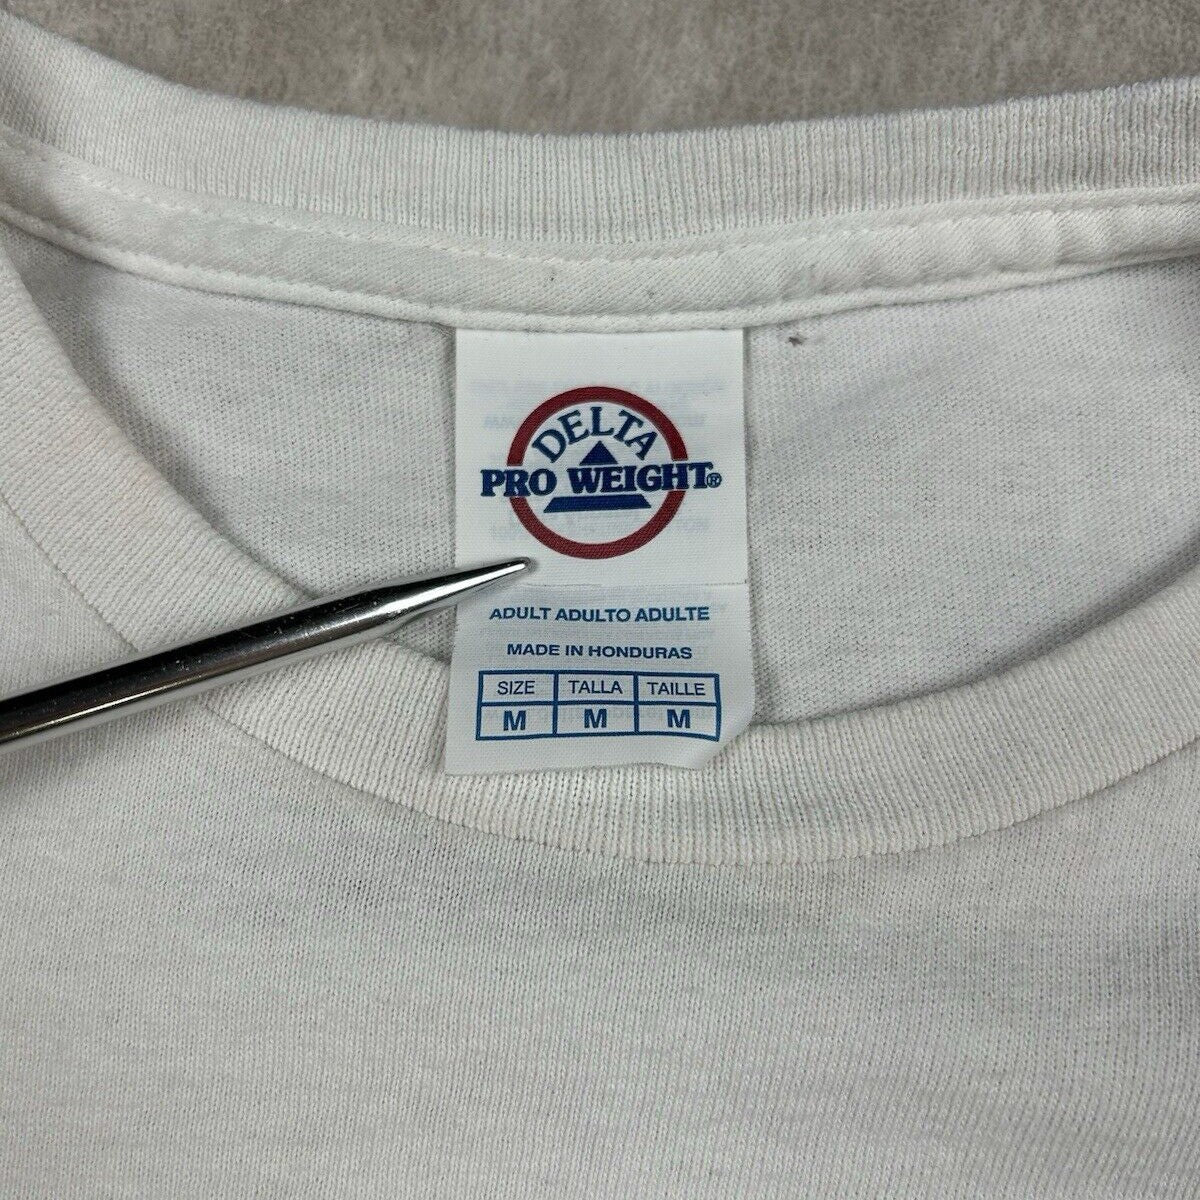 DELTA
PRO WEIGHT®
ADULT ADULTO ADULTE
MADE IN HONDURAS
SIZE TALLA TAILLE
M M M